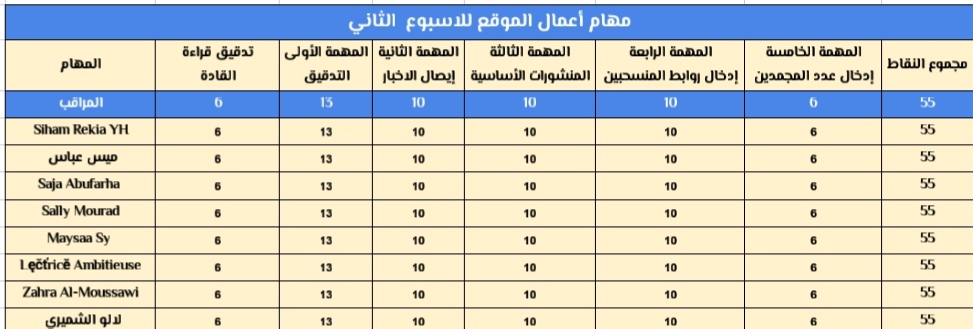 مهام أعمال الموقع للاسبوع الثاني
المهام | تدقيق قراءة القادة | المهمة الأولى التدقيق | المهمة الثانية إيصال الاخبار | المهمة الثالثة المنشورات الأساسية | المهمة الرابعة إدخال روابط المنسحبين | المهمة الخامسة إدخال عدد المجمدين | مجموع النقاط
المراقب | 6 | 13 | 10 | 10 | 10 | 6 | 55
Siham Rekia YH | 6 | 13 | 10 | 10 | 10 | 6 | 55
ميس عباس | 6 | 13 | 10 | 10 | 10 | 6 | 55
Saja Abufarha | 6 | 13 | 10 | 10 | 10 | 6 | 55
Sally Mourad | 6 | 13 | 10 | 10 | 10 | 6 | 55
Maysaa Sy | 6 | 13 | 10 | 10 | 10 | 6 | 55
Lęčťricě Ambitieuse | 6 | 13 | 10 | 10 | 10 | 6 | 55
Zahra Al-Moussawi | 6 | 13 | 10 | 10 | 10 | 6 | 55
لالو الشميري | 6 | 13 | 10 | 10 | 10 | 6 | 55